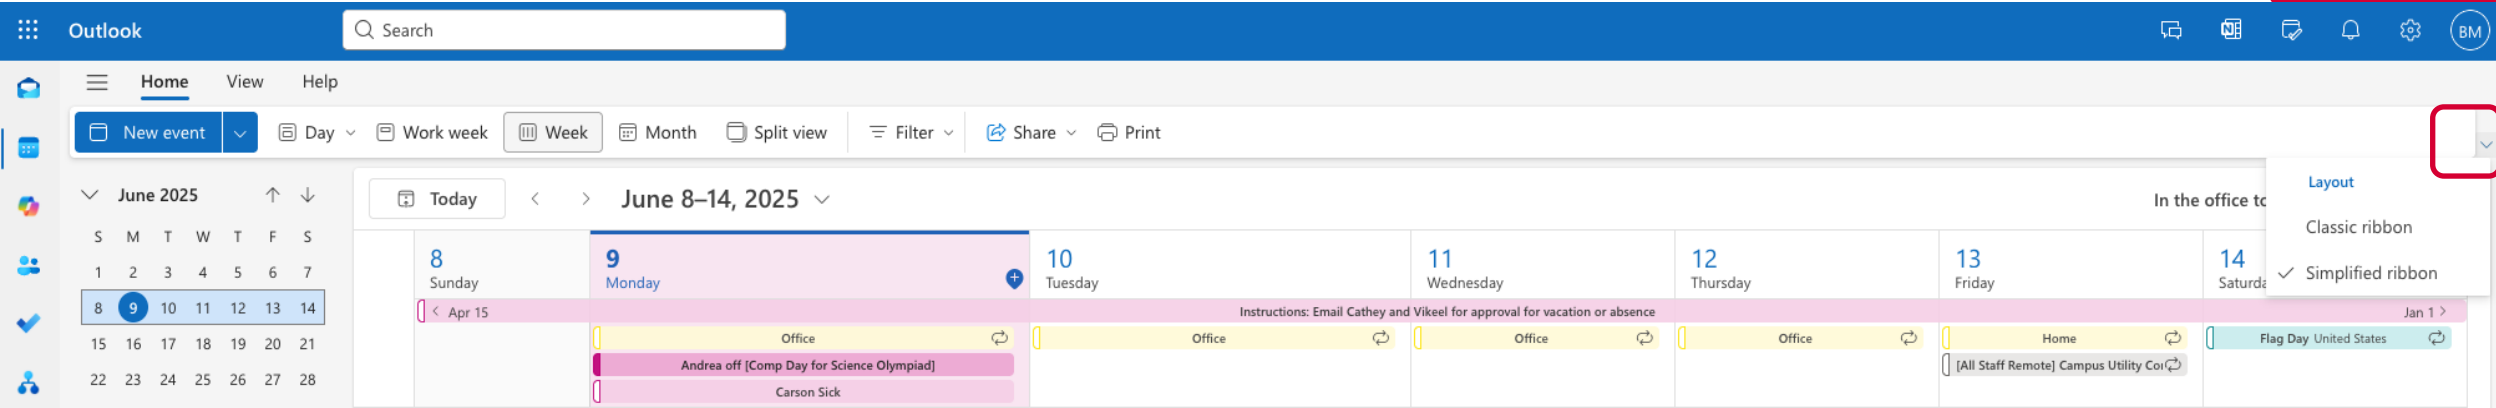 Outlook
Search
BM
Home View Help
New event Day Work week Week Month Split view Filter Share Print
Layout
Classic ribbon
Simplified ribbon
June 2025
S M T W T F S
1 2 3 4 5 6 7
8 9 10 11 12 13 14
15 16 17 18 19 20 21
22 23 24 25 26 27 28
Today June 8–14, 2025 In the office
8 9 10 11 12 13 14
Sunday Monday Tuesday Wednesday Thursday Friday Saturda
Apr 15 Instructions: Email Cathey and Vikeel for approval for vacation or absence Jan 1
Office Office Office Office Home Flag Day United States
Andrea off [Comp Day for Science Olympiad] [All Staff Remote] Campus Utility
Carson Sick